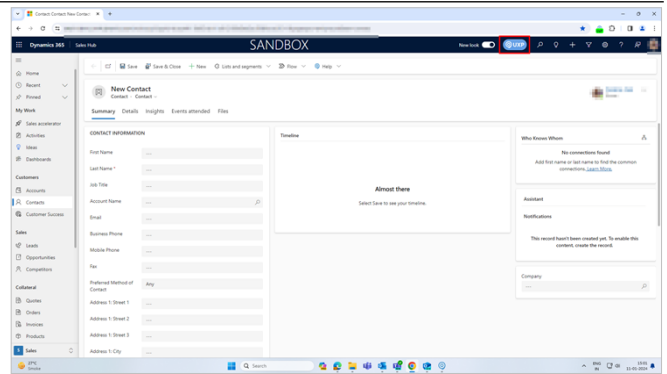 Contact: Contact: New Contact
Dynamics 365
Sales Hub
SANDBOX
New look
UXP
Save
Save & Close
New
Lists and segments
Flow
Help
Home
Recent
Pinned
My Work
Sales accelerator
Activities
Ideas
Dashboards
Customers
Accounts
Contacts
Customer Success
Sales
Leads
Opportunities
Competitors
Collateral
Quotes
Orders
Invoices
Products
Sales
New Contact
Contact · Contact
Summary Details Insights Events attended Files
CONTACT INFORMATION
First Name ---
Last Name * ---
Job Title ---
Account Name ---
Email ---
Business Phone ---
Mobile Phone ---
Fax ---
Preferred Method of Contact Any
Address 1: Street 1 ---
Address 1: Street 2 ---
Address 1: Street 3 ---
Address 1: City ---
Timeline
Almost there
Select Save to see your timeline.
Who Knows Whom
No connections found
Add first name or last name to find the common
connections. Learn More.
Assistant
Notifications
This record hasn't been created yet. To enable this
content, create the record.
Company
---
Smoke
Search
ENG
IN